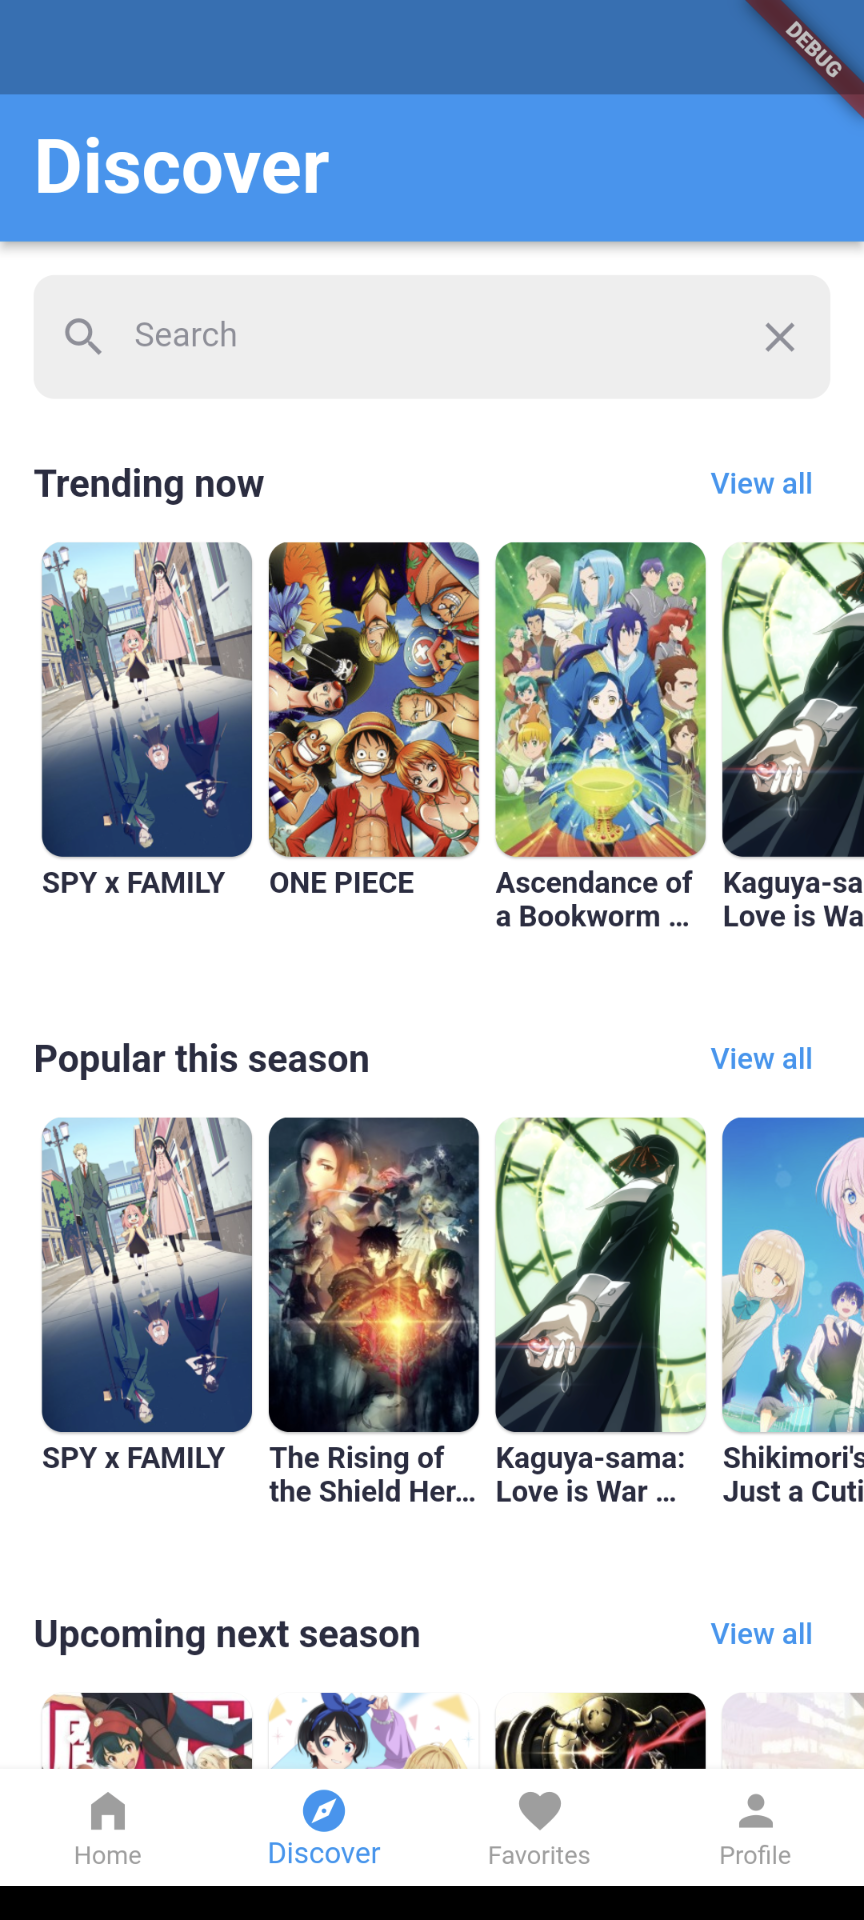 DEBUG
Discover
Search
Trending now
View all
SPY x FAMILY
ONE PIECE
Ascendance of
a Bookworm ...
Kaguya-sa
Love is Wa
Popular this season
View all
SPY x FAMILY
The Rising of
the Shield Her...
Kaguya-sama:
Love is War ...
Shikimori's
Just a Cuti
Upcoming next season
View all
Home
Discover
Favorites
Profile